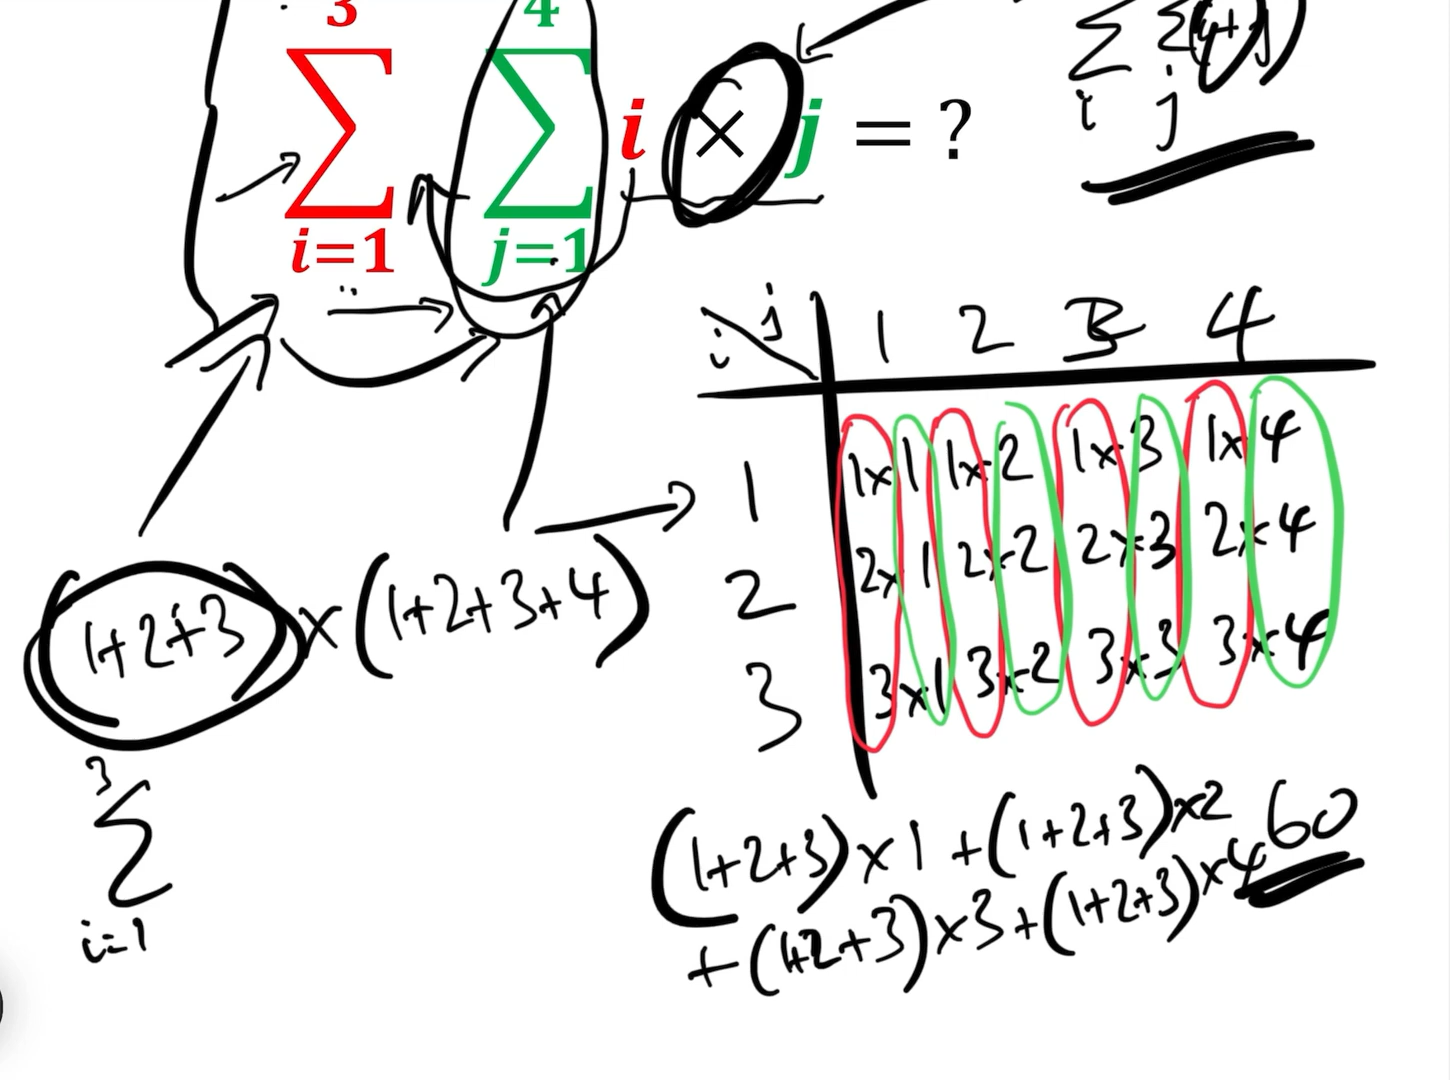 3 4
∑ ∑ i × j = ?
i=1 j=1
∑ ∑(i+j)
i j
i j 1 2 3 4
1 1×1 1×2 1×3 1×4
2 2×1 2×2 2×3 2×4
3 3×1 3×2 3×3 3×4
(1+2+3)×(1+2+3+4)
3
∑
i=1
(1+2+3)×1+(1+2+3)×2
+(1+2+3)×3+(1+2+3)×4
60